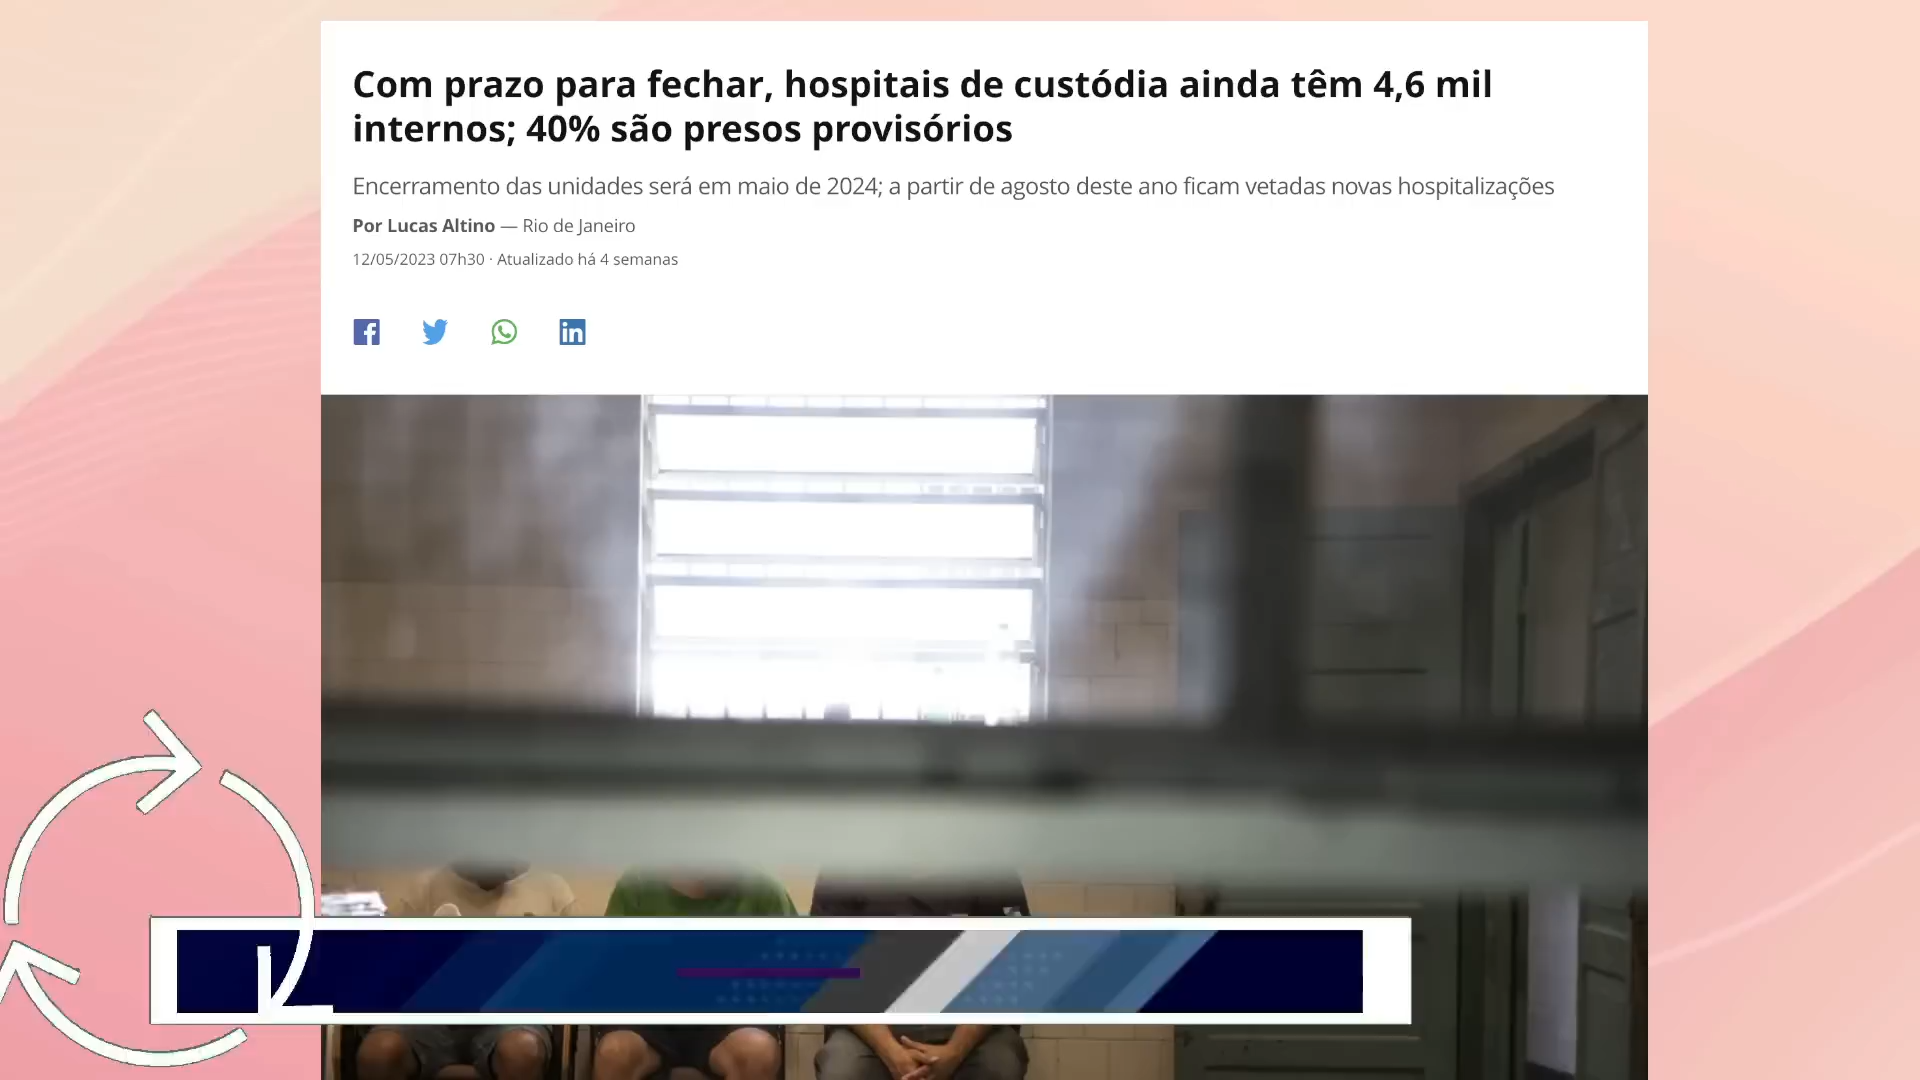 Com prazo para fechar, hospitais de custódia ainda têm 4,6 mil
internos; 40% são presos provisórios
Encerramento das unidades será em maio de 2024; a partir de agosto deste ano ficam vetadas novas hospitalizações
Por Lucas Altino — Rio de Janeiro
12/05/2023 07h30 · Atualizado há 4 semanas